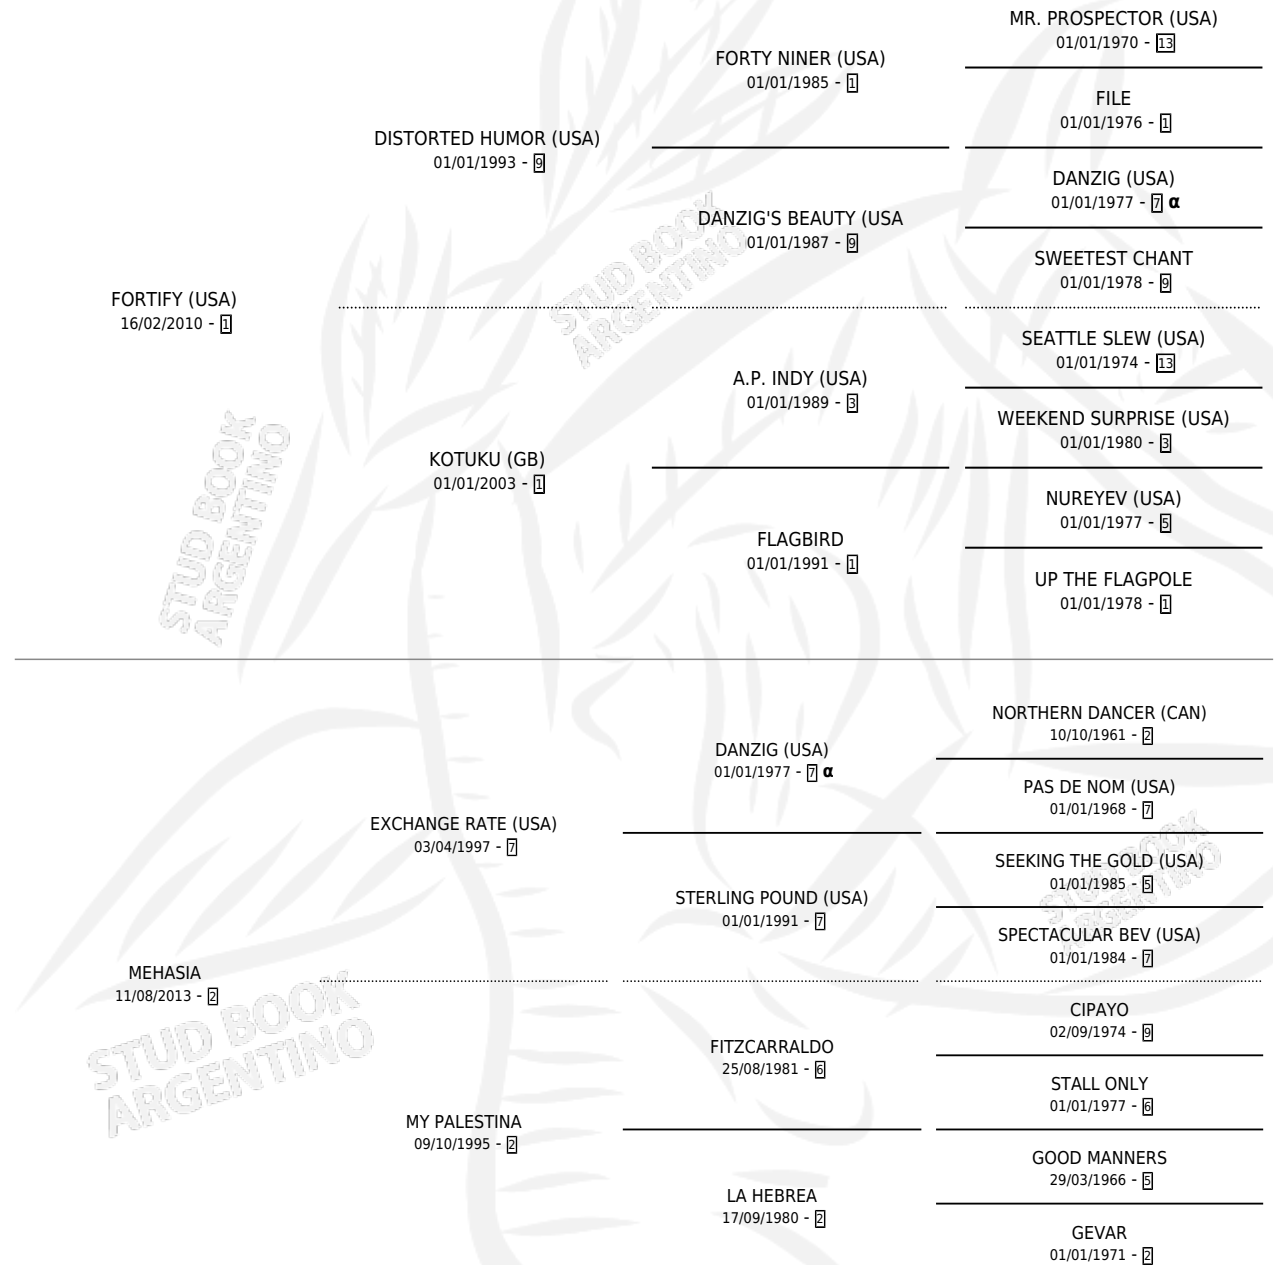 MR. PROSPECTOR (USA)
01/01/1970 - 13
FORTY NINER (USA)
01/01/1985 - 1
FILE
01/01/1976 - 1
DISTORTED HUMOR (USA)
01/01/1993 - 9
DANZIG (USA)
01/01/1977 - 7 α
DANZIG'S BEAUTY (USA
01/01/1987 - 9
SWEETEST CHANT
01/01/1978 - 9
STUD BOOK
ARGENTINO
FORTIFY (USA)
16/02/2010 - 1
SEATTLE SLEW (USA)
01/01/1974 - 13
A.P. INDY (USA)
01/01/1989 - 3
WEEKEND SURPRISE (USA)
01/01/1980 - 3
KOTUKU (GB)
01/01/2003 - 1
NUREYEV (USA)
01/01/1977 - 5
STUD BOOK
ARGENTINO
FLAGBIRD
01/01/1991 - 1
UP THE FLAGPOLE
01/01/1978 - 1
NORTHERN DANCER (CAN)
10/10/1961 - 2
DANZIG (USA)
01/01/1977 - 7 α
PAS DE NOM (USA)
01/01/1968 - 7
EXCHANGE RATE (USA)
03/04/1997 - 7
SEEKING THE GOLD (USA)
01/01/1985 - 5
STUD BOOK
ARGENTINO
STERLING POUND (USA)
01/01/1991 - 7
SPECTACULAR BEV (USA)
01/01/1984 - 7
MEHASIA
11/08/2013 - 2
STUD BOOK
ARGENTINO
CIPAYO
02/09/1974 - 9
FITZCARRALDO
25/08/1981 - 6
STALL ONLY
01/01/1977 - 6
MY PALESTINA
09/10/1995 - 2
GOOD MANNERS
29/03/1966 - 5
LA HEBREA
17/09/1980 - 2
GEVAR
01/01/1971 - 2